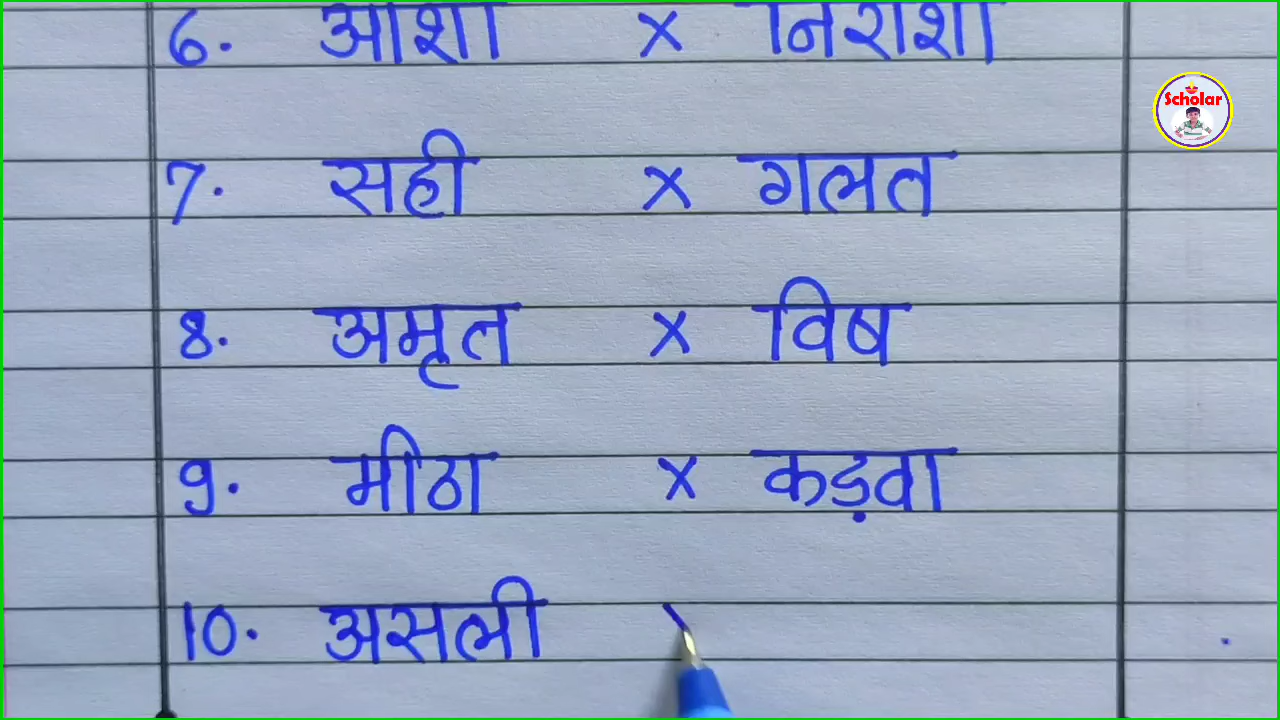 6. आशा x निराशा
Scholar
7. सही x गलत
8. अमृत x विष
9. मीठा x कड़वा
10. असली